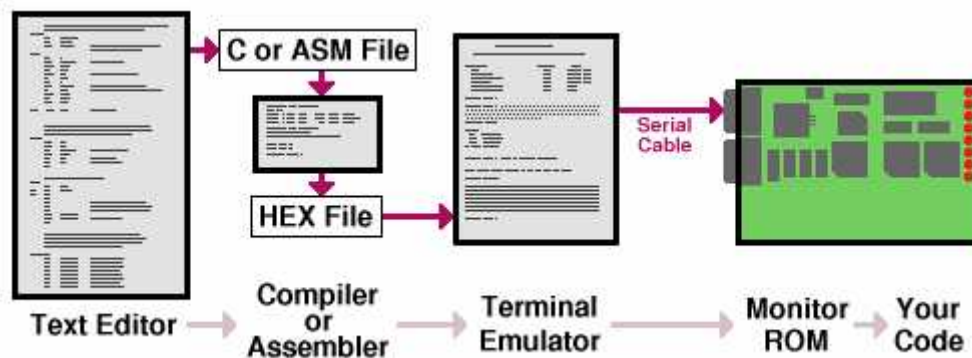 C or ASM File
HEX File
Serial
Cable
Text Editor
Compiler
or
Assembler
Terminal
Emulator
Monitor
ROM
Your
Code